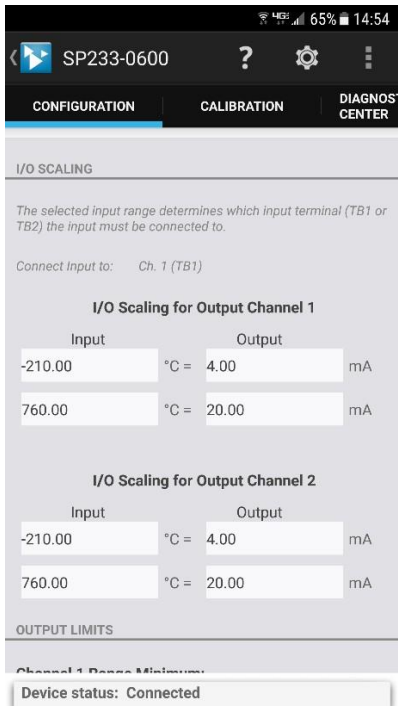 4G 65% 14:54
SP233-0600 ?
CONFIGURATION CALIBRATION DIAGNOS
CENTER
I/O SCALING
The selected input range determines which input terminal (TB1 or
TB2) the input must be connected to.
Connect Input to: Ch. 1 (TB1)
I/O Scaling for Output Channel 1
Input Output
-210.00 °C = 4.00 mA
760.00 °C = 20.00 mA
I/O Scaling for Output Channel 2
Input Output
-210.00 °C = 4.00 mA
760.00 °C = 20.00 mA
OUTPUT LIMITS
Channel 1 Range Minimum:
Device status: Connected